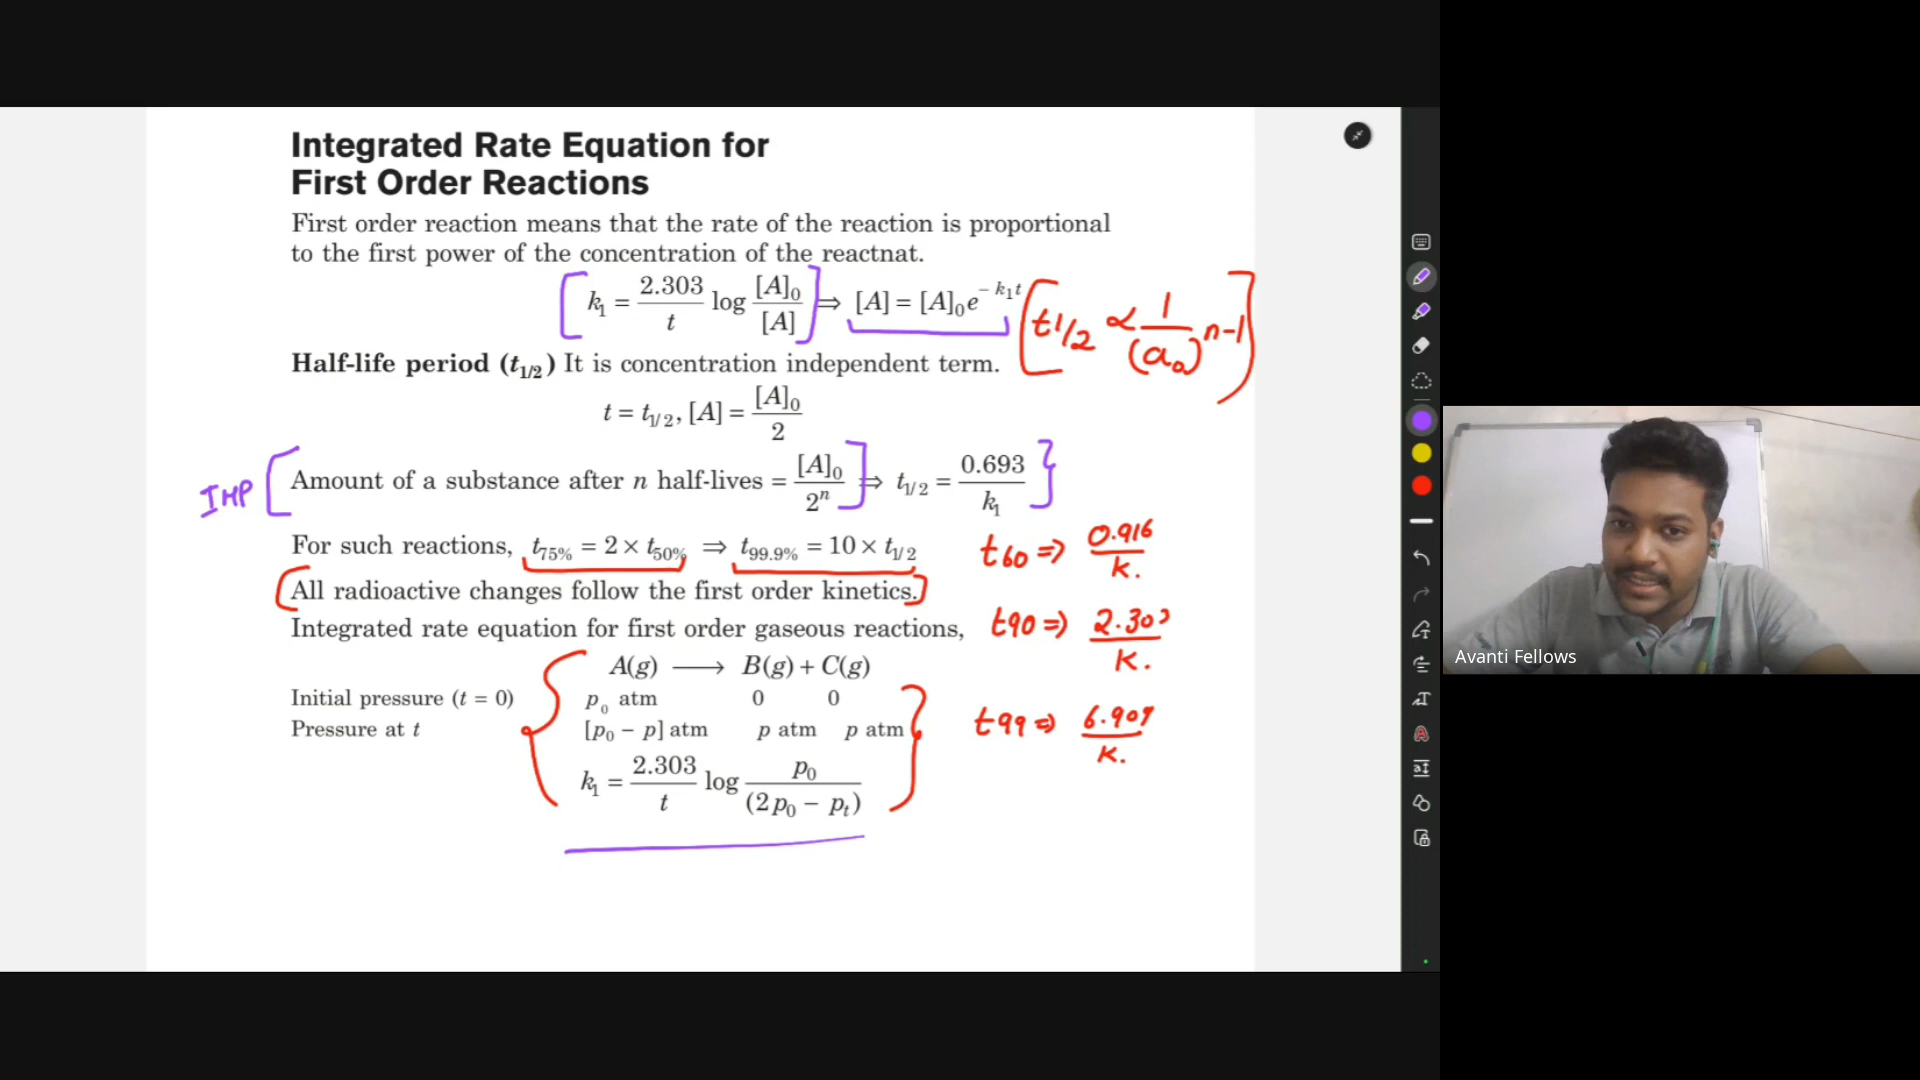 Integrated Rate Equation for
First Order Reactions
First order reaction means that the rate of the reaction is proportional
to the first power of the concentration of the reactnat.
k₁ = 2.303/t log [A]₀/[A] ⇒ [A] = [A]₀e^(− k₁t)
t1/2 ∝ 1/(a₀)^(n-1)
Half-life period (t₁/₂) It is concentration independent term.
t = t₁/₂, [A] = [A]₀/2
IMP
Amount of a substance after n half-lives = [A]₀/2ⁿ ⇒ t₁/₂ = 0.693/k₁
For such reactions, t75% = 2 × t50% ⇒ t99.9% = 10 × t₁/₂
t60 ⇒ 0.916/K.
All radioactive changes follow the first order kinetics.
Integrated rate equation for first order gaseous reactions,
t90 ⇒ 2.303/K.
A(g) ⟶ B(g) + C(g)
Initial pressure (t = 0) p₀ atm 0 0
Pressure at t [p₀ − p] atm p atm p atm
t99 ⇒ 6.909/K.
k₁ = 2.303/t log p₀/(2p₀ − pₜ)
Avanti Fellows